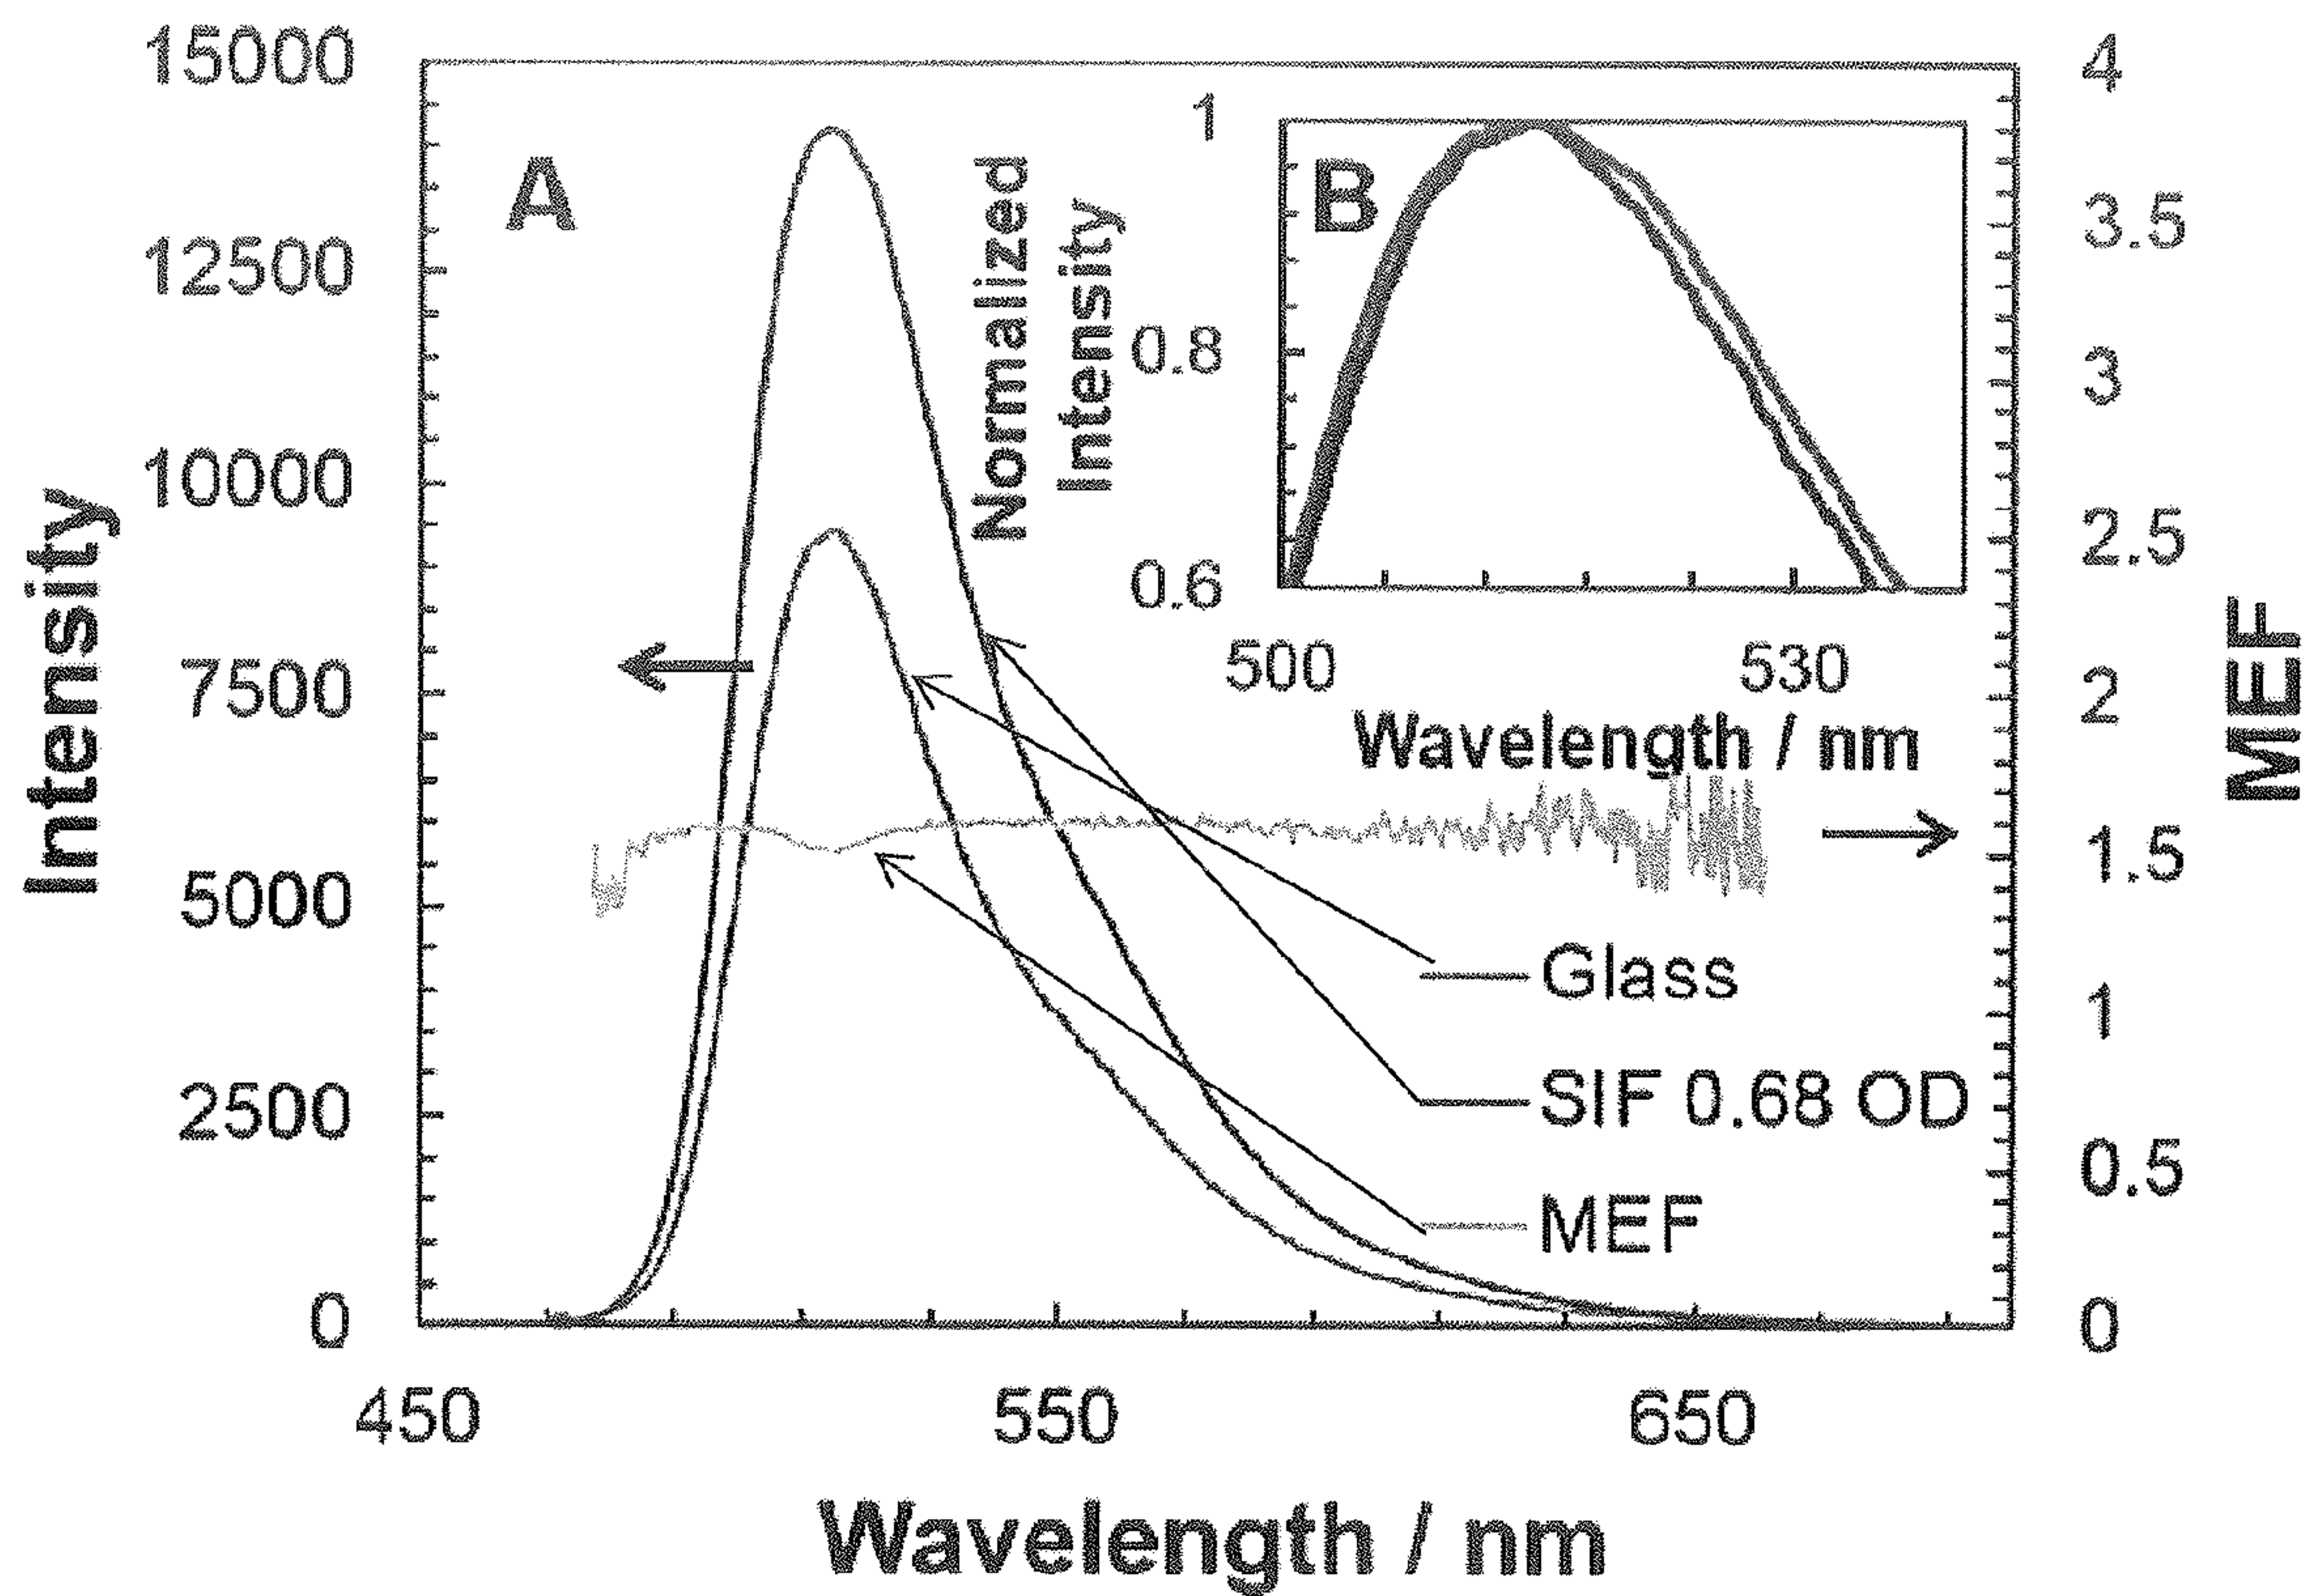 15000
12500
10000
7500
5000
2500
0
Intensity
A
450
550
650
Wavelength / nm
4
3.5
3
2.5
2
1.5
1
0.5
0
MEF
B
Normalized
Intensity
1
0.8
0.6
500
530
Wavelength / nm
Glass
SIF 0.68 OD
MEF